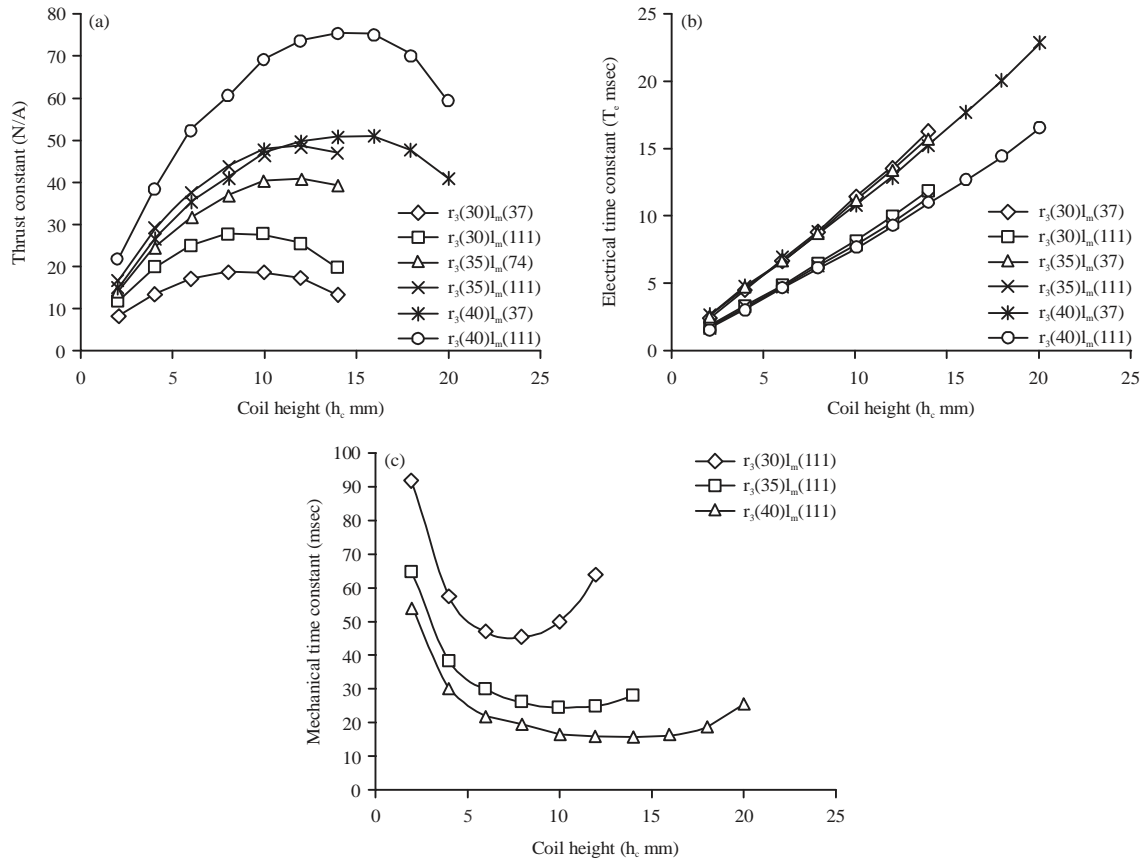 (a)
Thrust constant (N/A)
80
70
60
50
40
30
20
10
0
0 5 10 15 20 25
Coil height (h_c mm)
r₃(30)lₘ(37)
r₃(30)lₘ(111)
r₃(35)lₘ(74)
r₃(35)lₘ(111)
r₃(40)lₘ(37)
r₃(40)lₘ(111)
(b)
Electrical time constant (Tₑ msec)
25
20
15
10
5
0
0 5 10 15 20 25
Coil height (h_c mm)
r₃(30)lₘ(37)
r₃(30)lₘ(111)
r₃(35)lₘ(37)
r₃(35)lₘ(111)
r₃(40)lₘ(37)
r₃(40)lₘ(111)
(c)
Mechanical time constant (msec)
100
90
80
70
60
50
40
30
20
10
0
0 5 10 15 20 25
Coil height (h_c mm)
r₃(30)lₘ(111)
r₃(35)lₘ(111)
r₃(40)lₘ(111)